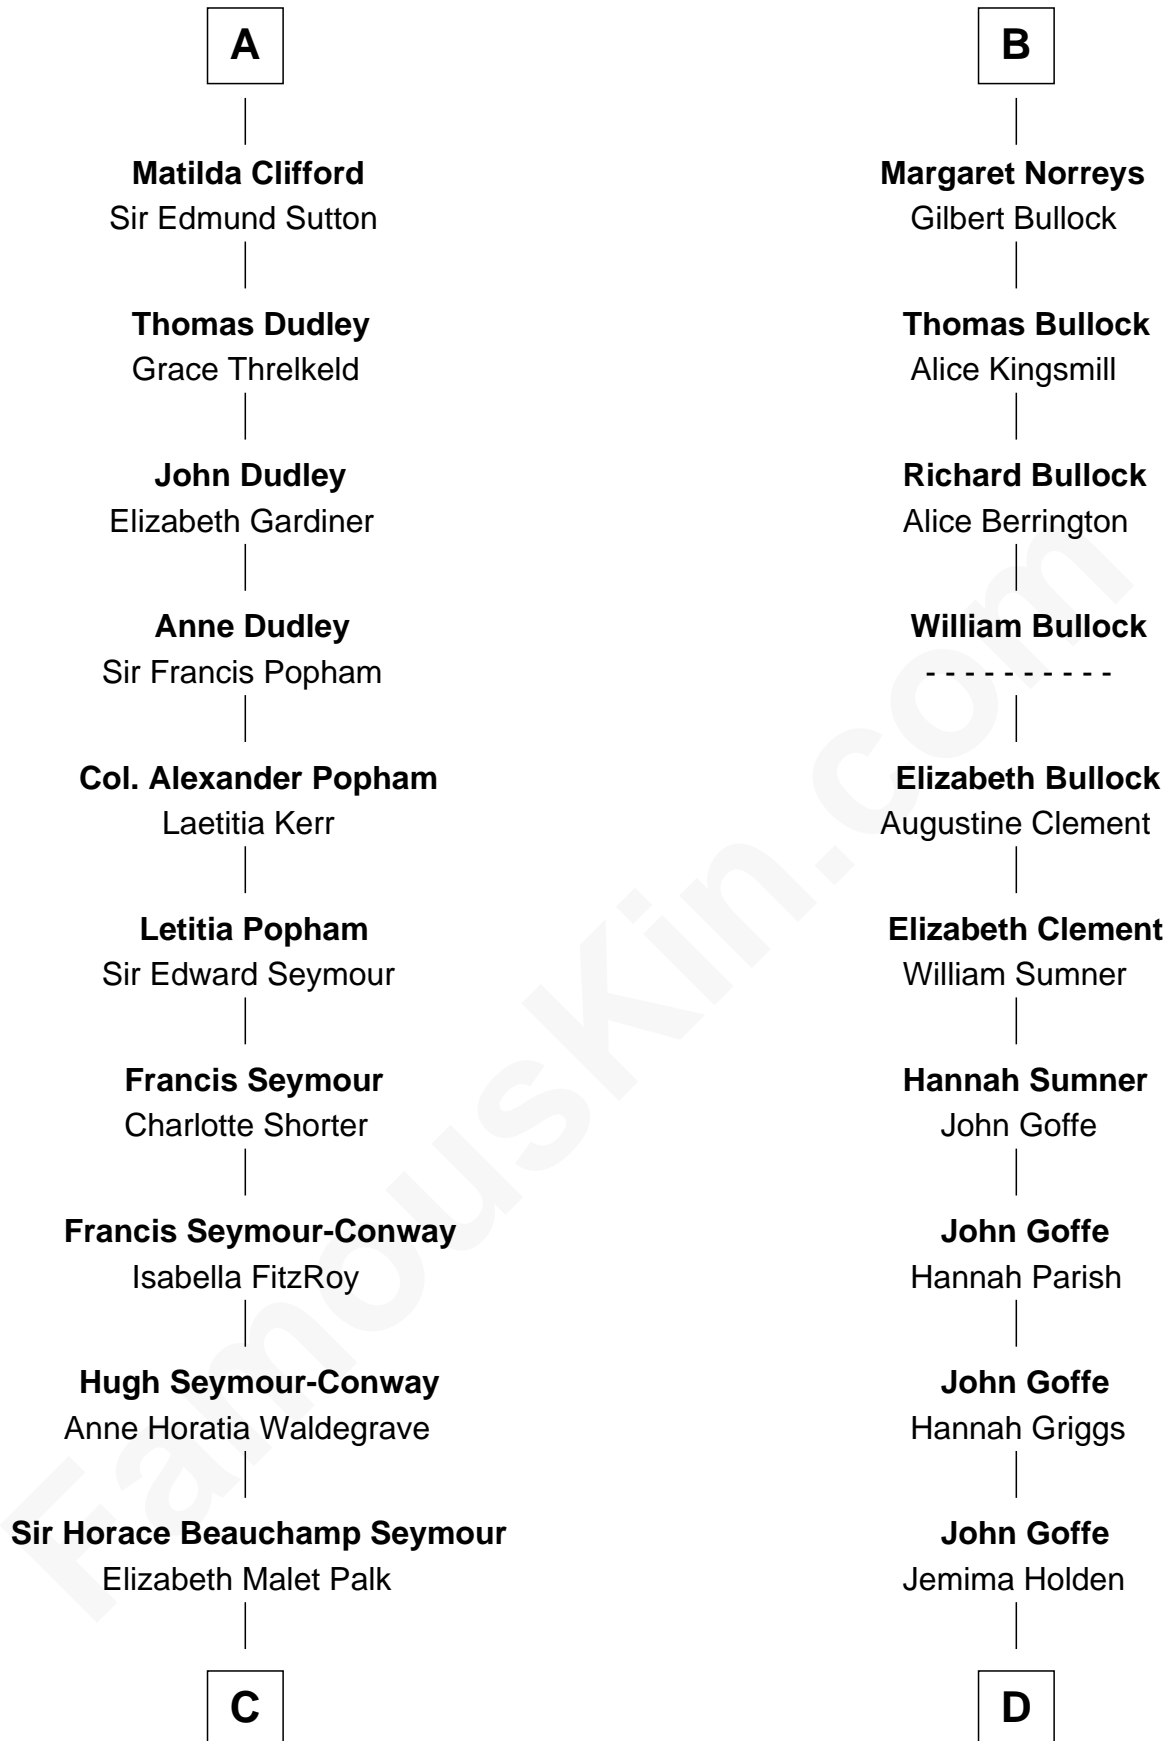 A
Matilda Clifford
Sir Edmund Sutton
Thomas Dudley
Grace Threlkeld
John Dudley
Elizabeth Gardiner
Anne Dudley
Sir Francis Popham
Col. Alexander Popham
Laetitia Kerr
Letitia Popham
Sir Edward Seymour
Francis Seymour
Charlotte Shorter
Francis Seymour-Conway
Isabella FitzRoy
Hugh Seymour-Conway
Anne Horatia Waldegrave
Sir Horace Beauchamp Seymour
Elizabeth Malet Palk
C
B
Margaret Norreys
Gilbert Bullock
Thomas Bullock
Alice Kingsmill
Richard Bullock
Alice Berrington
William Bullock
- - - - - - - - - -
Elizabeth Bullock
Augustine Clement
Elizabeth Clement
William Sumner
Hannah Sumner
John Goffe
John Goffe
Hannah Parish
John Goffe
Hannah Griggs
John Goffe
Jemima Holden
D
FamousKin.com